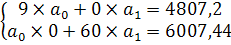 9 × a₀ + 0 × a₁ = 4807,2
a₀ × 0 + 60 × a₁ = 6007,44